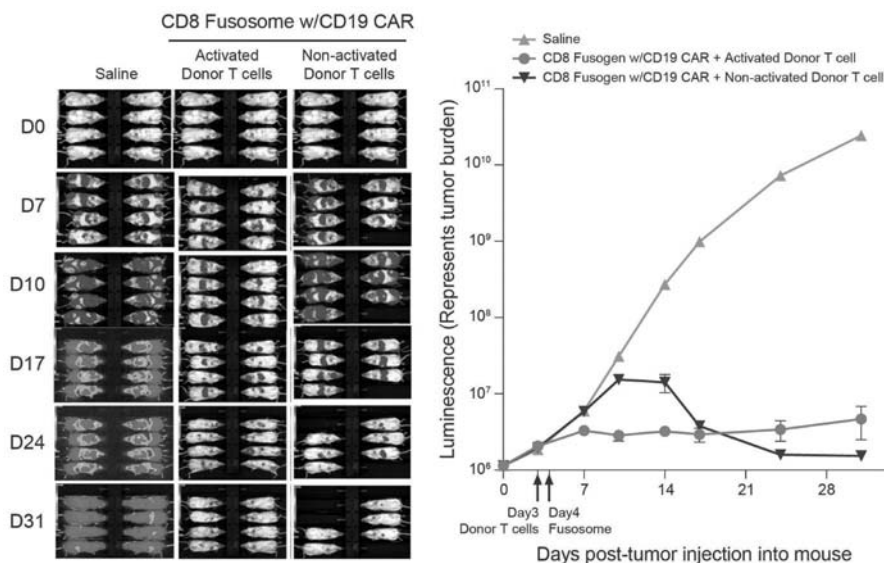 CD8 Fusosome w/CD19 CAR
Saline
Activated
Donor T cells
Non-activated
Donor T cells
D0
D7
D10
D17
D24
D31
Saline
CD8 Fusogen w/CD19 CAR + Activated Donor T cell
CD8 Fusogen w/CD19 CAR + Non-activated Donor T cell
Luminescence (Represents tumor burden)
10¹¹
10¹⁰
10⁹
10⁸
10⁷
10⁶
0 7 14 21 28
Day3 Day4
Donor T cells Fusosome
Days post-tumor injection into mouse